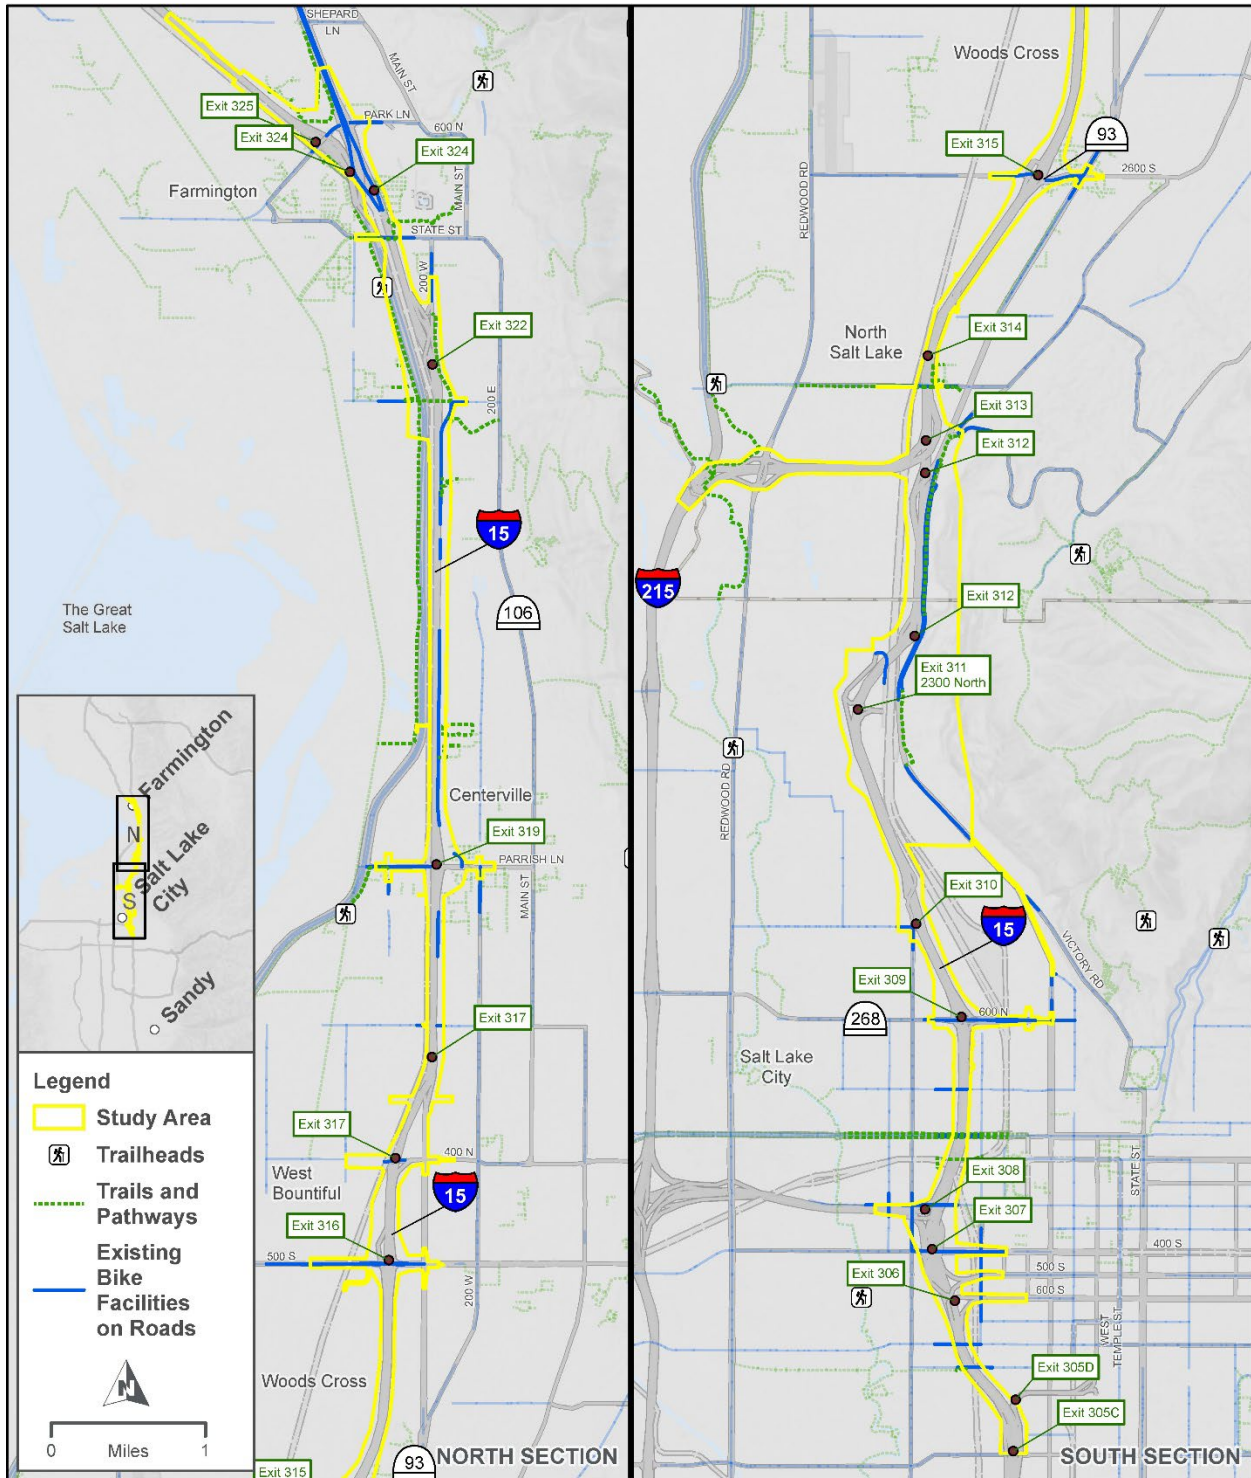 SHEPARD
LN
MAIN ST
Exit 325
PARK LN
600 N
Exit 324
Exit 324
Farmington
MAIN ST
STATE ST
200 W
Exit 322
200 E
15
106
The Great
Salt Lake
Centerville
Exit 319
PARRISH LN
MAIN ST
Exit 317
Exit 317
400 N
West
Bountiful
15
Exit 316
500 S
200 W
Woods Cross
93
NORTH SECTION
Exit 315
Farmington
N
Salt Lake
City
S
Sandy
Legend
Study Area
Trailheads
Trails and
Pathways
Existing
Bike
Facilities
on Roads
N
0 Miles 1
Woods Cross
93
Exit 315
2600 S
REDWOOD RD
North
Salt Lake
Exit 314
Exit 313
Exit 312
215
Exit 312
Exit 311
2300 North
REDWOOD RD
Exit 310
15
VICTORY RD
Exit 309
600 N
268
Salt Lake
City
STATE ST
Exit 308
Exit 307
400 S
500 S
Exit 306
600 S
WEST
TEMPLE ST
Exit 305D
Exit 305C
SOUTH SECTION